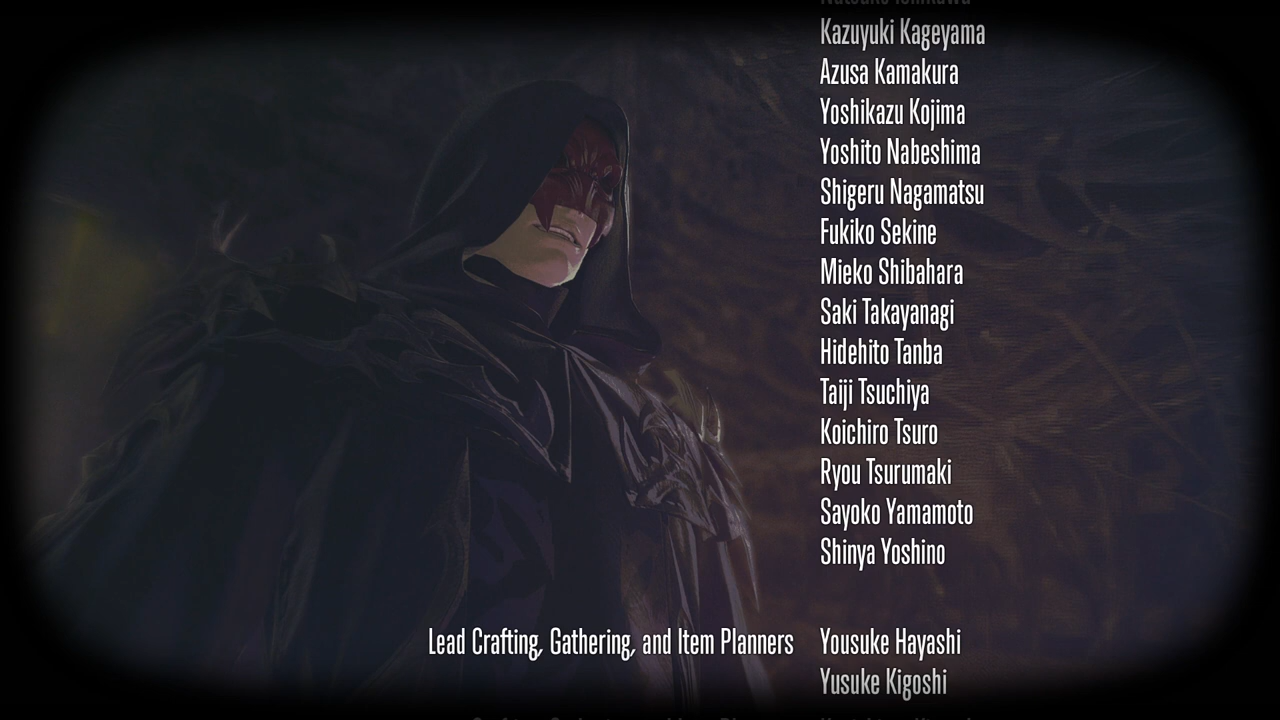 Kazuyuki Kageyama
Azusa Kamakura
Yoshikazu Kojima
Yoshito Nabeshima
Shigeru Nagamatsu
Fukiko Sekine
Mieko Shibahara
Saki Takayanagi
Hidehito Tanba
Taiji Tsuchiya
Koichiro Tsuro
Ryou Tsurumaki
Sayoko Yamamoto
Shinya Yoshino
Lead Crafting, Gathering, and Item Planners Yousuke Hayashi
Yusuke Kigoshi